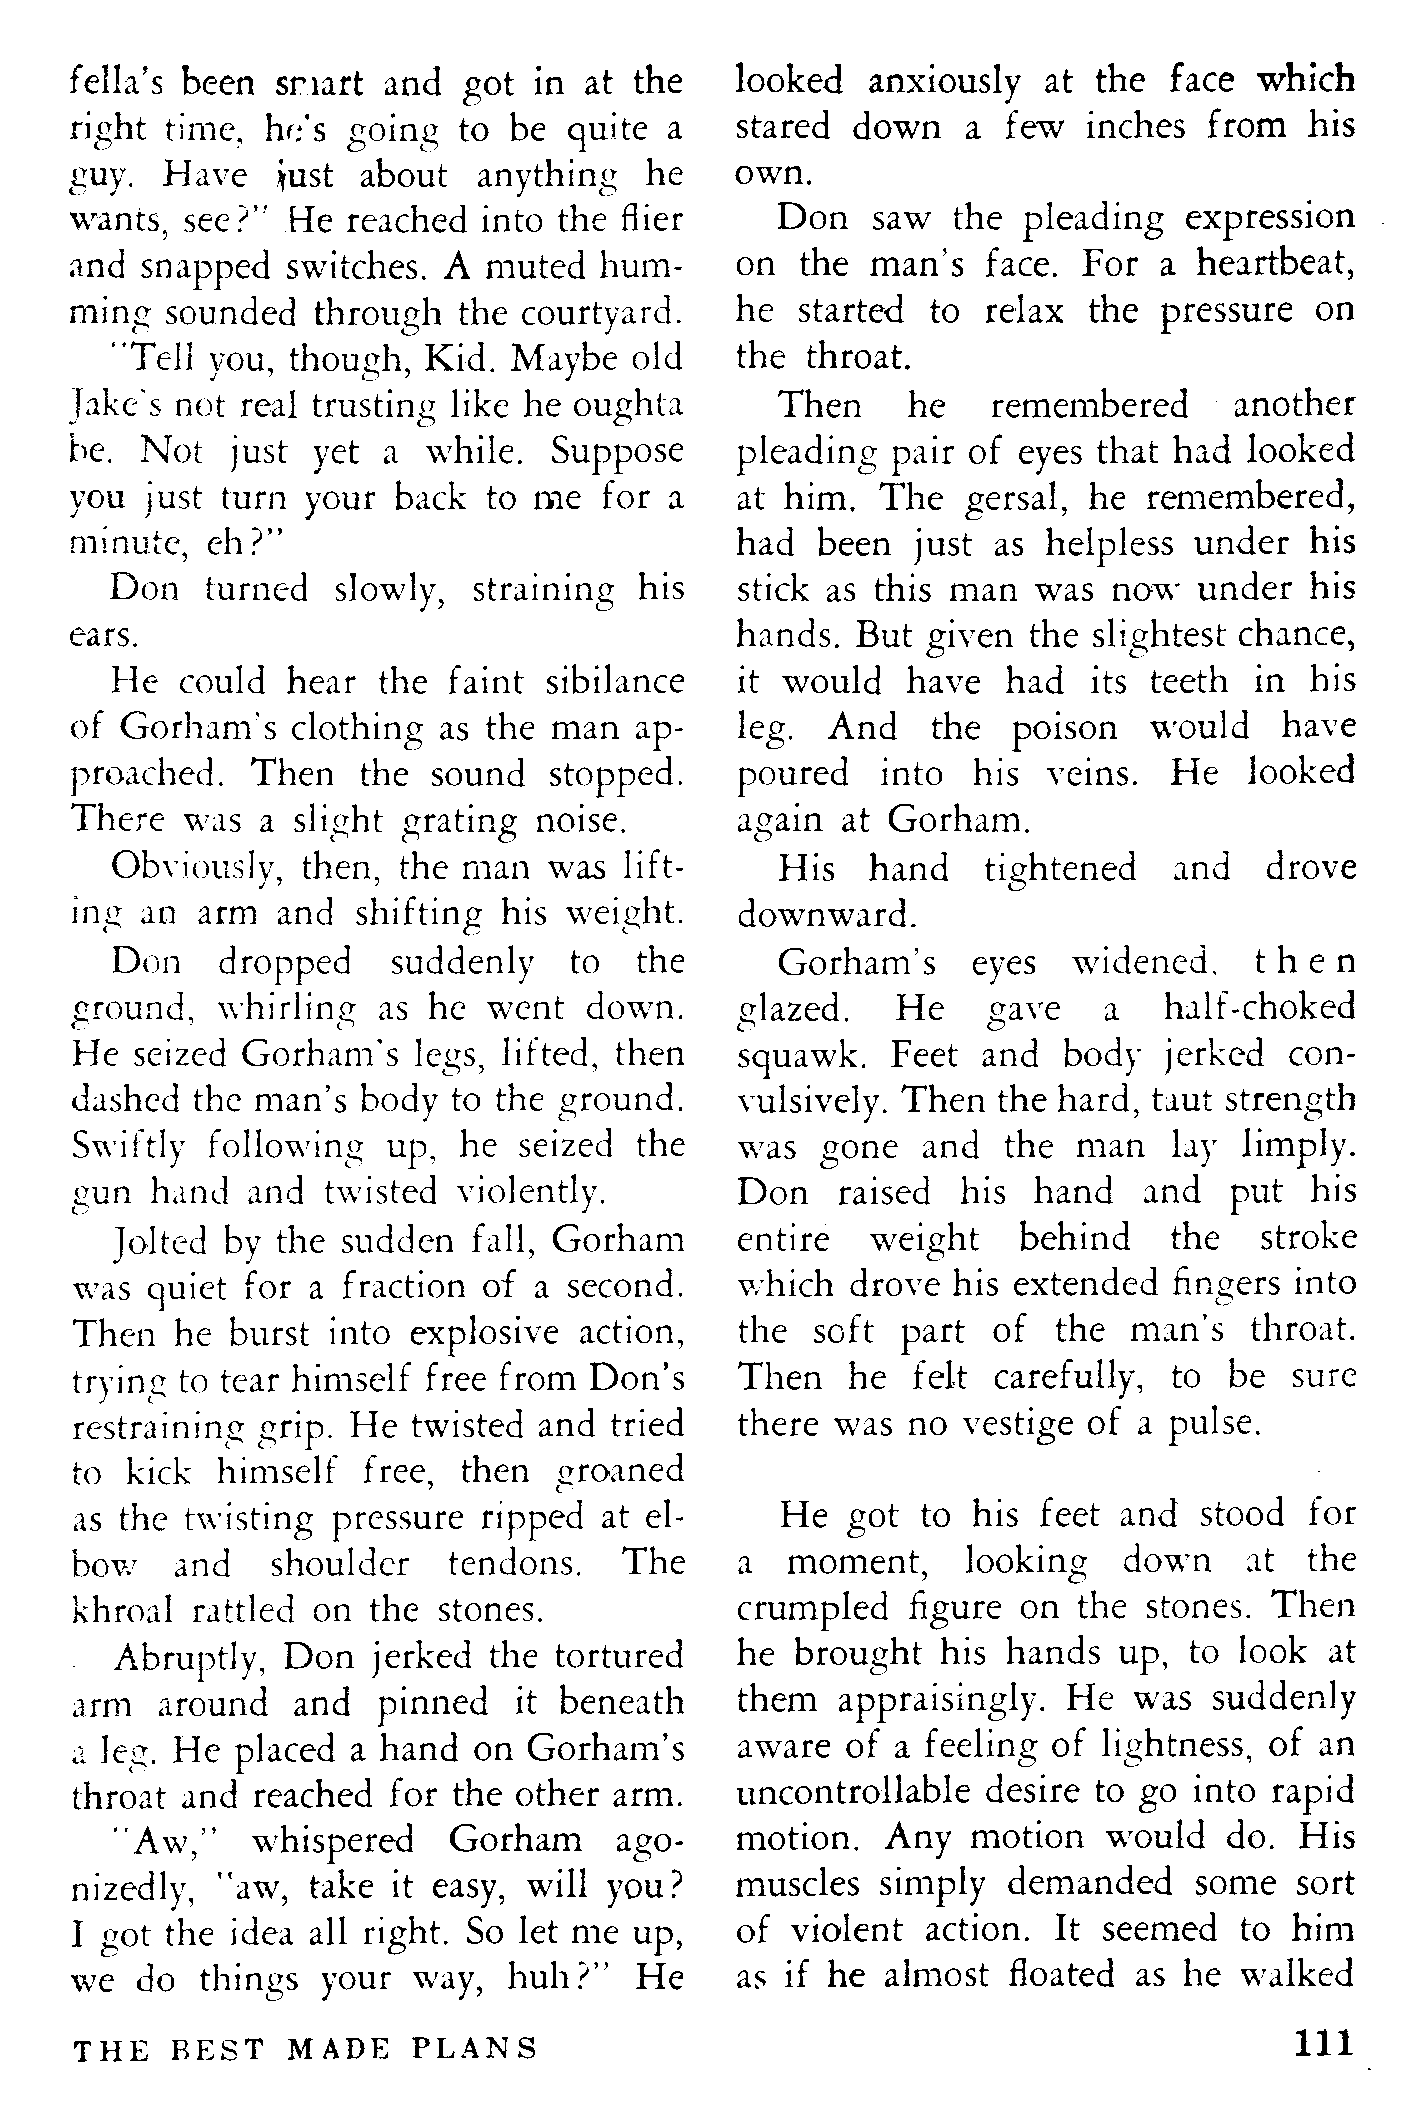 fella's been smart and got in at the
right time, he's going to be quite a
guy. Have just about anything he
wants, see?" He reached into the flier
and snapped switches. A muted hum-
ming sounded through the courtyard.
"Tell you, though, Kid. Maybe old
Jake's not real trusting like he oughta
be. Not just yet a while. Suppose
you just turn your back to me for a
minute, eh?"
Don turned slowly, straining his
ears.
He could hear the faint sibilance
of Gorham's clothing as the man ap-
proached. Then the sound stopped.
There was a slight grating noise.
Obviously, then, the man was lift-
ing an arm and shifting his weight.
Don dropped suddenly to the
ground, whirling as he went down.
He seized Gorham's legs, lifted, then
dashed the man's body to the ground.
Swiftly following up, he seized the
gun hand and twisted violently.
Jolted by the sudden fall, Gorham
was quiet for a fraction of a second.
Then he burst into explosive action,
trying to tear himself free from Don's
restraining grip. He twisted and tried
to kick himself free, then groaned
as the twisting pressure ripped at el-
bow and shoulder tendons. The
khroal rattled on the stones.
Abruptly, Don jerked the tortured
arm around and pinned it beneath
a leg. He placed a hand on Gorham's
throat and reached for the other arm.
"Aw," whispered Gorham ago-
nizedly, "aw, take it easy, will you?
I got the idea all right. So let me up,
we do things your way, huh?" He
looked anxiously at the face which
stared down a few inches from his
own.
Don saw the pleading expression
on the man's face. For a heartbeat,
he started to relax the pressure on
the throat.
Then he remembered another
pleading pair of eyes that had looked
at him. The gersal, he remembered,
had been just as helpless under his
stick as this man was now under his
hands. But given the slightest chance,
it would have had its teeth in his
leg. And the poison would have
poured into his veins. He looked
again at Gorham.
His hand tightened and drove
downward.
Gorham's eyes widened, then
glazed. He gave a half-choked
squawk. Feet and body jerked con-
vulsively. Then the hard, taut strength
was gone and the man lay limply.
Don raised his hand and put his
entire weight behind the stroke
which drove his extended fingers into
the soft part of the man's throat.
Then he felt carefully, to be sure
there was no vestige of a pulse.
He got to his feet and stood for
a moment, looking down at the
crumpled figure on the stones. Then
he brought his hands up, to look at
them appraisingly. He was suddenly
aware of a feeling of lightness, of an
uncontrollable desire to go into rapid
motion. Any motion would do. His
muscles simply demanded some sort
of violent action. It seemed to him
as if he almost floated as he walked
THE BEST MADE PLANS
111